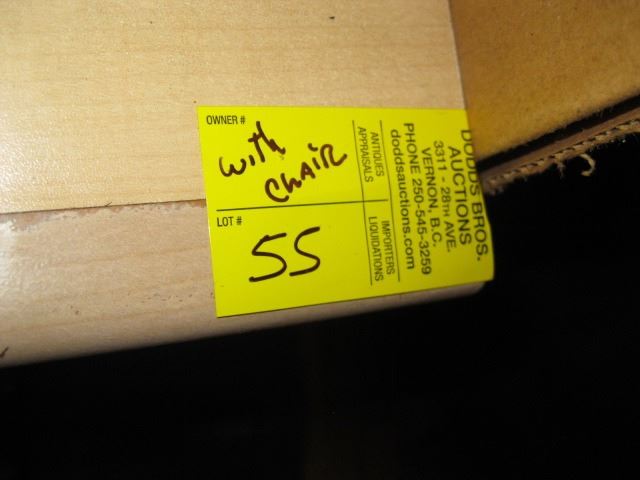 OWNER #
with
chair
LOT #
55
ANTIQUES
APPRAISALS
IMPORTERS
LIQUIDATIONS
DODDS BROS.
AUCTIONS
3311 - 28TH AVE.
VERNON, B.C.
PHONE 250-545-3259
doddsauctions.com